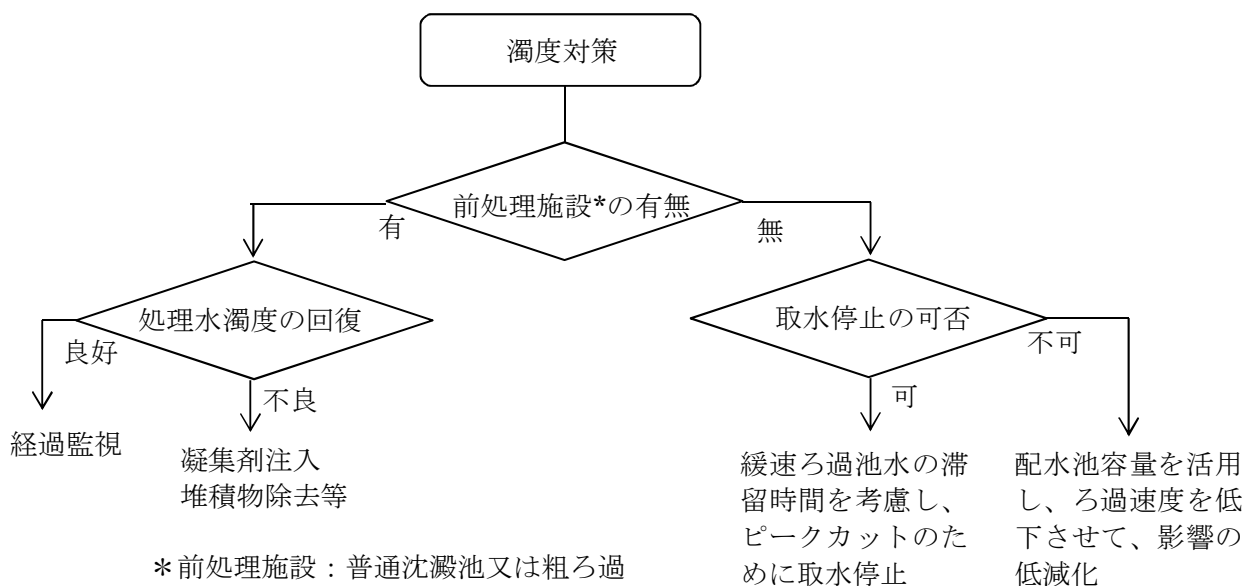 濁度対策
前処理施設*の有無
有
無
処理水濁度の回復
取水停止の可否
良好
不良
可
不可
経過監視
凝集剤注入
堆積物除去等
緩速ろ過池水の滞
留時間を考慮し、
ピークカットのた
めに取水停止
配水池容量を活用
し、ろ過速度を低
下させて、影響の
低減化
*前処理施設:普通沈澱池又は粗ろ過